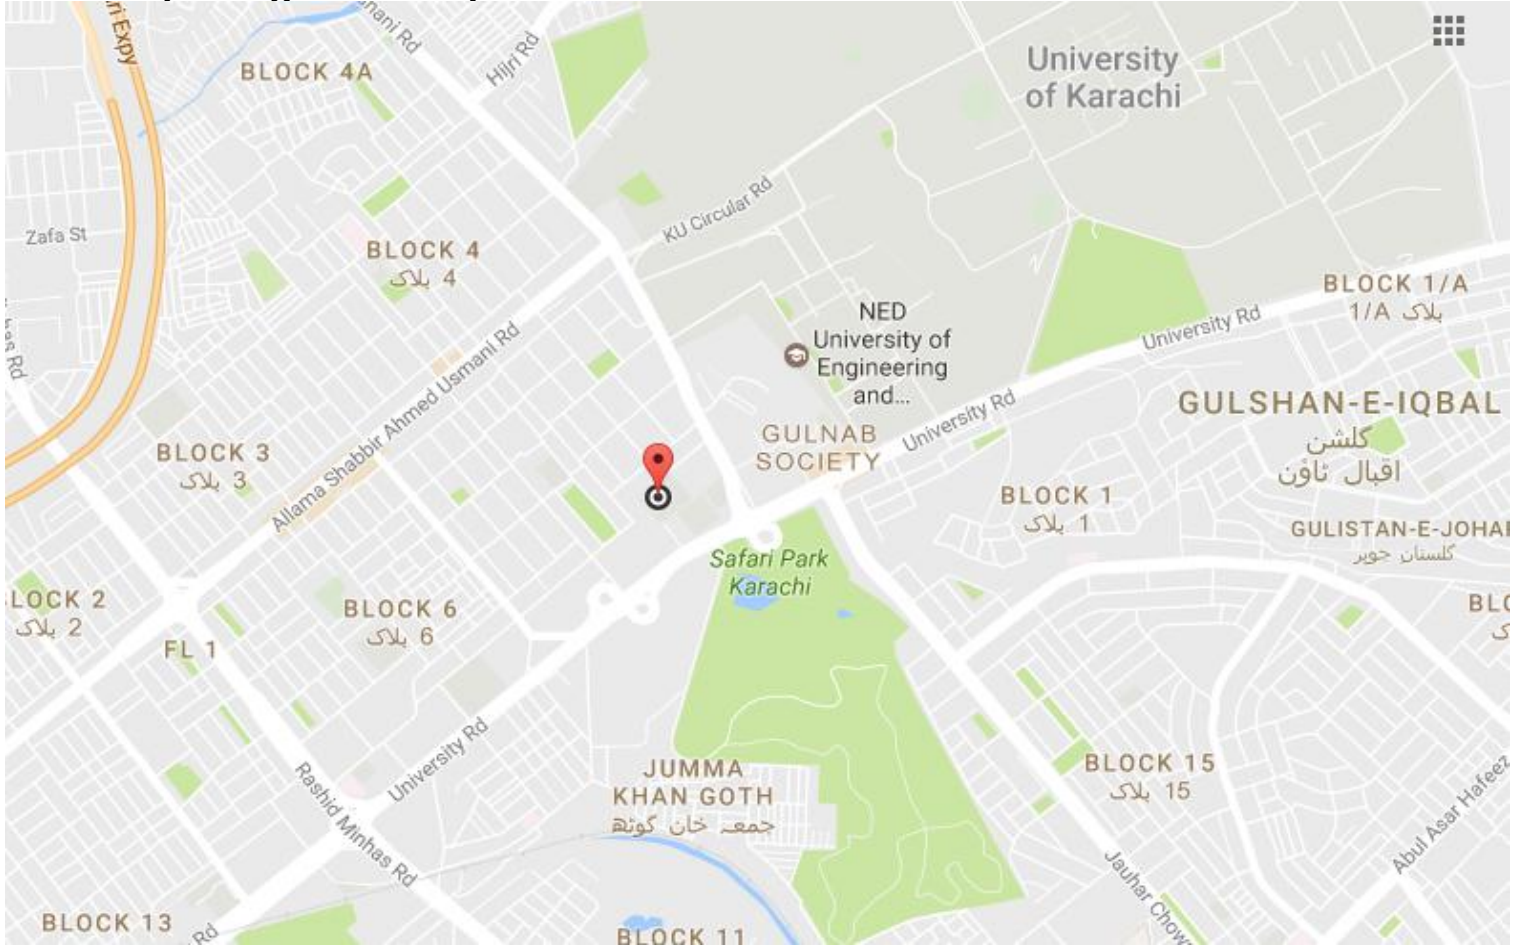 BLOCK 4A
Hijri Rd
University
of Karachi
Zafa St
BLOCK 4
بلاک 4
KU Circular Rd
BLOCK 1/A
بلاک 1/A
NED
University of
Engineering
and...
University Rd
University Rd
Allama Shabbir Ahmed Usmani Rd
GULSHAN-E-IQBAL
گلشن
اقبال ٹاؤن
GULNAB
SOCIETY
BLOCK 3
بلاک 3
BLOCK 1
بلاک 1
GULISTAN-E-JOHAR
گلستان جوہر
Safari Park
Karachi
LOCK 2
بلاک 2
BLOCK 6
بلاک 6
FL 1
University Rd
Rashid Minhas Rd
JUMMA
KHAN GOTH
جمعہ خان گوٹھ
BLOCK 15
بلاک 15
Abul Asar Hafeez
Jauhar Chow
BLOCK 13
Rd
BLOCK 11